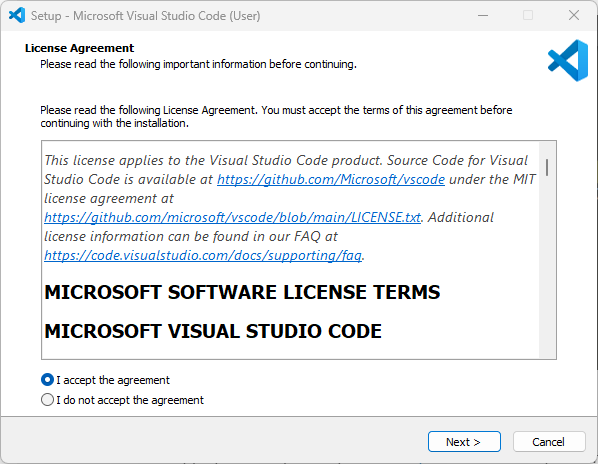 Setup - Microsoft Visual Studio Code (User)
License Agreement
Please read the following important information before continuing.
Please read the following License Agreement. You must accept the terms of this agreement before
continuing with the installation.
This license applies to the Visual Studio Code product. Source Code for Visual
Studio Code is available at https://github.com/Microsoft/vscode under the MIT
license agreement at
https://github.com/microsoft/vscode/blob/main/LICENSE.txt. Additional
license information can be found in our FAQ at
https://code.visualstudio.com/docs/supporting/faq.
MICROSOFT SOFTWARE LICENSE TERMS
MICROSOFT VISUAL STUDIO CODE
I accept the agreement
I do not accept the agreement
Next >
Cancel